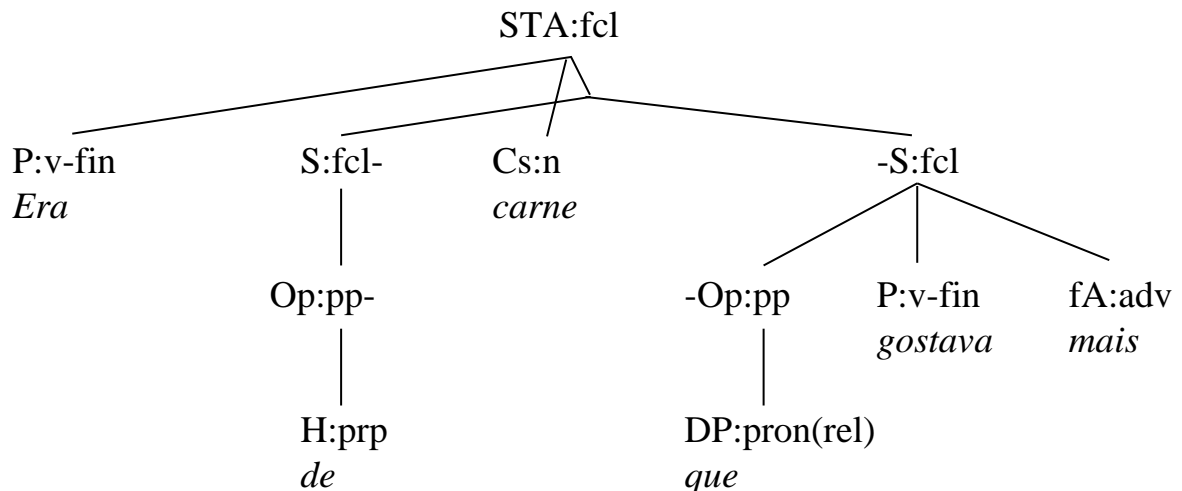 STA:fcl
P:v-fin S:fcl- Cs:n -S:fcl
Era carne
Op:pp- -Op:pp P:v-fin fA:adv
gostava mais
H:prp DP:pron(rel)
de que